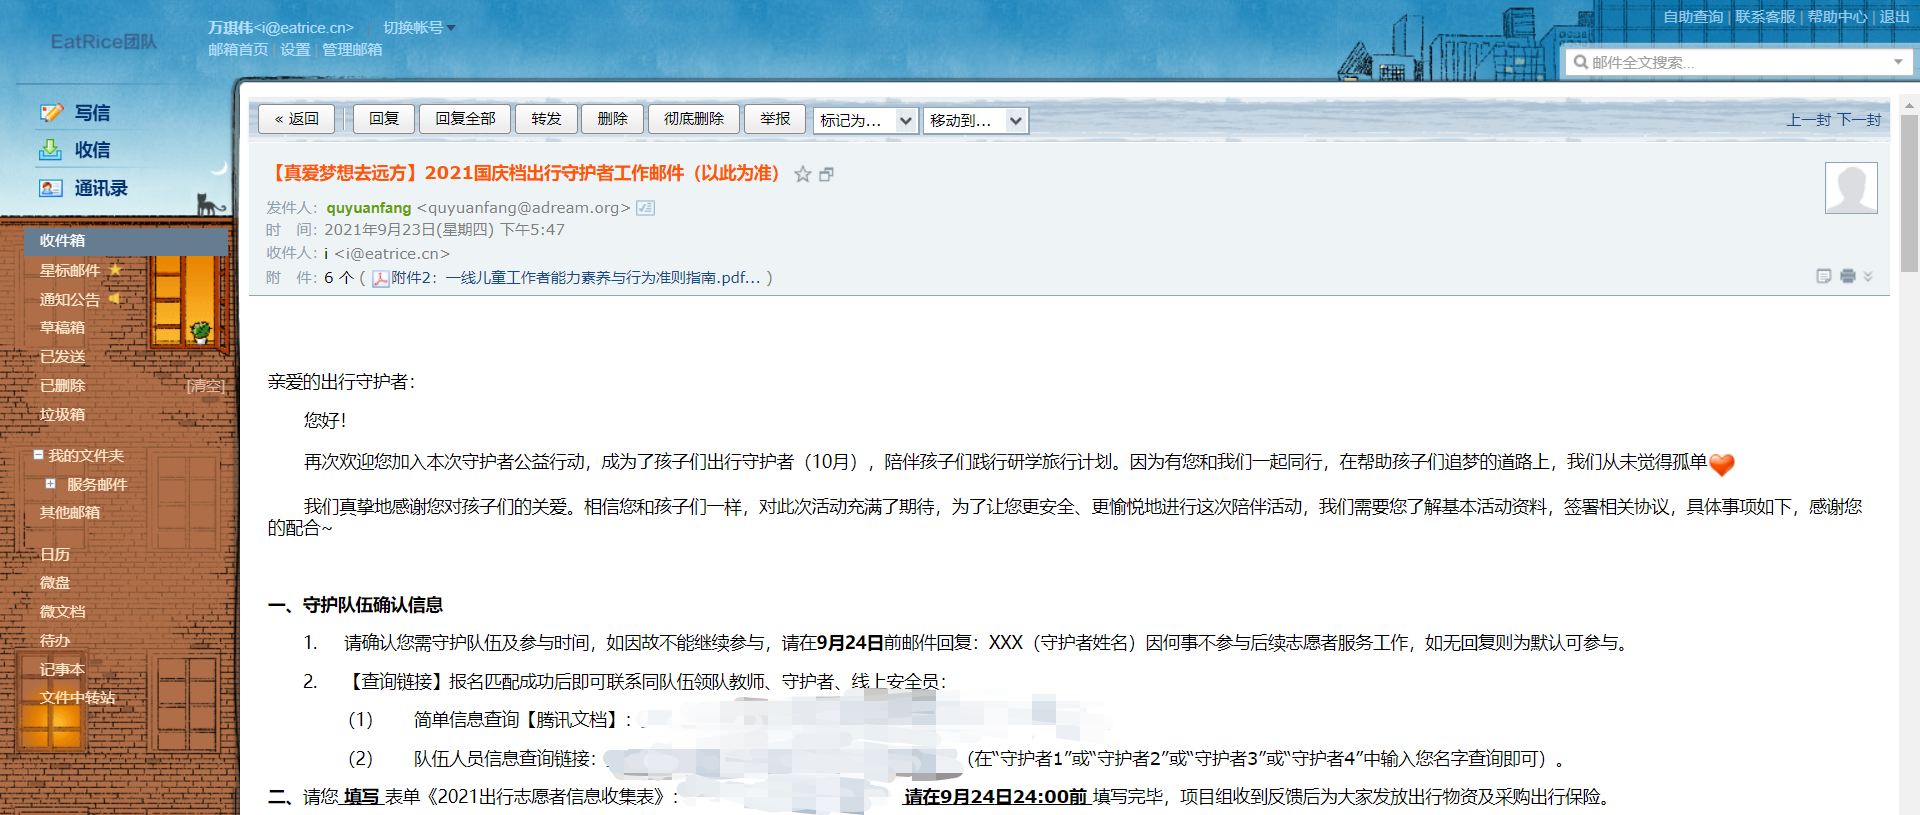 EatRice团队
万琪伟<i@eatrice.cn> | 切换帐号
邮箱首页 | 设置 | 管理邮箱
自助查询 | 联系客服 | 帮助中心 | 退出
邮件全文搜索...
写信
收信
通讯录
收件箱
星标邮件
通知公告
草稿箱
已发送
已删除 [清空]
垃圾箱
我的文件夹
服务邮件
其他邮箱
日历
微盘
微文档
待办
记事本
文件中转站
« 返回 回复 回复全部 转发 删除 彻底删除 举报 标记为... 移动到... 上一封 下一封
【真爱梦想去远方】2021国庆档出行守护者工作邮件（以此为准）
发件人：quyuanfang <quyuanfang@adream.org>
时 间：2021年9月23日(星期四) 下午5:47
收件人：i <i@eatrice.cn>
附 件：6 个 ( 附件2：一线儿童工作者能力素养与行为准则指南.pdf... )
亲爱的出行守护者：
您好！
再次欢迎您加入本次守护者公益行动，成为了孩子们出行守护者（10月），陪伴孩子们践行研学旅行计划。因为有您和我们一起同行，在帮助孩子们追梦的道路上，我们从未觉得孤单❤
我们真挚地感谢您对孩子们的关爱。相信您和孩子们一样，对此次活动充满了期待，为了让您更安全、更愉悦地进行这次陪伴活动，我们需要您了解基本活动资料，签署相关协议，具体事项如下，感谢您
的配合~
一、守护队伍确认信息
1. 请确认您需守护队伍及参与时间，如因故不能继续参与，请在9月24日前邮件回复：XXX（守护者姓名）因何事不参与后续志愿者服务工作，如无回复则为默认可参与。
2. 【查询链接】报名匹配成功后即可联系同队伍领队教师、守护者、线上安全员：
（1） 简单信息查询【腾讯文档】：
（2） 队伍人员信息查询链接： （在“守护者1”或“守护者2”或“守护者3”或“守护者4”中输入您名字查询即可）。
二、请您 填写 表单《2021出行志愿者信息收集表》： 请在9月24日24:00前 填写完毕，项目组收到反馈后为大家发放出行物资及采购出行保险。